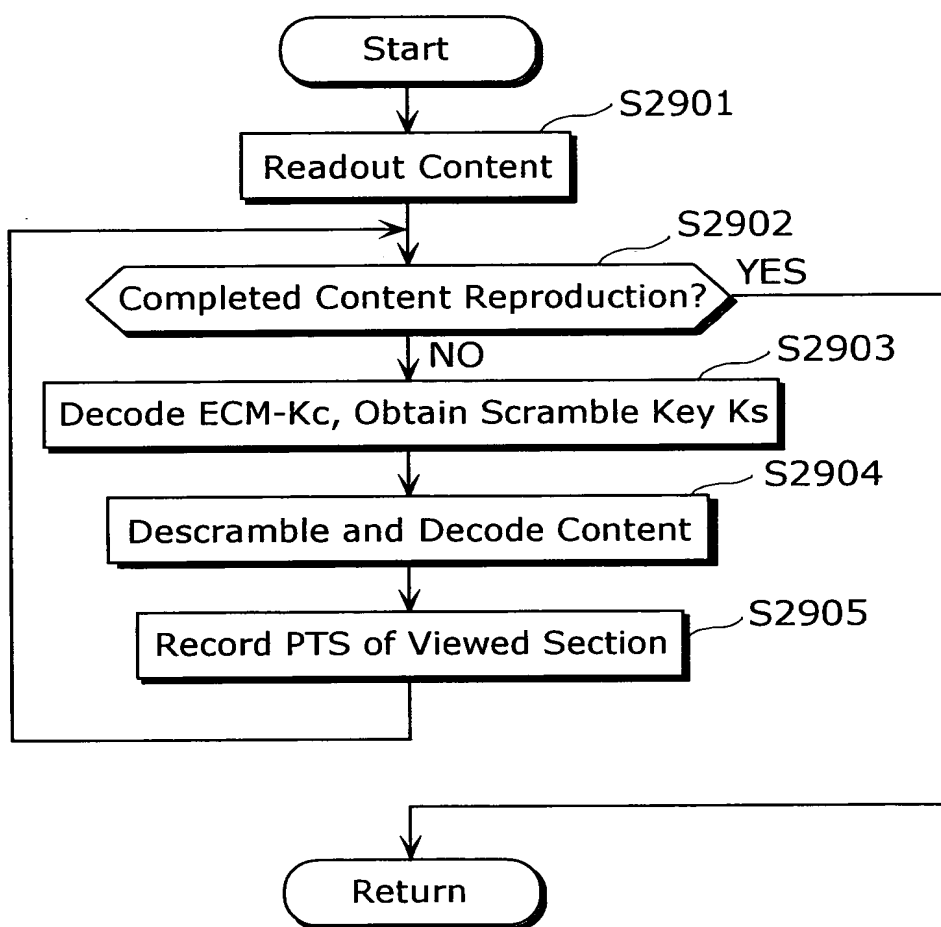 Start
S2901
Readout Content
S2902
Completed Content Reproduction?
YES
NO
S2903
Decode ECM-Kc, Obtain Scramble Key Ks
S2904
Descramble and Decode Content
S2905
Record PTS of Viewed Section
Return